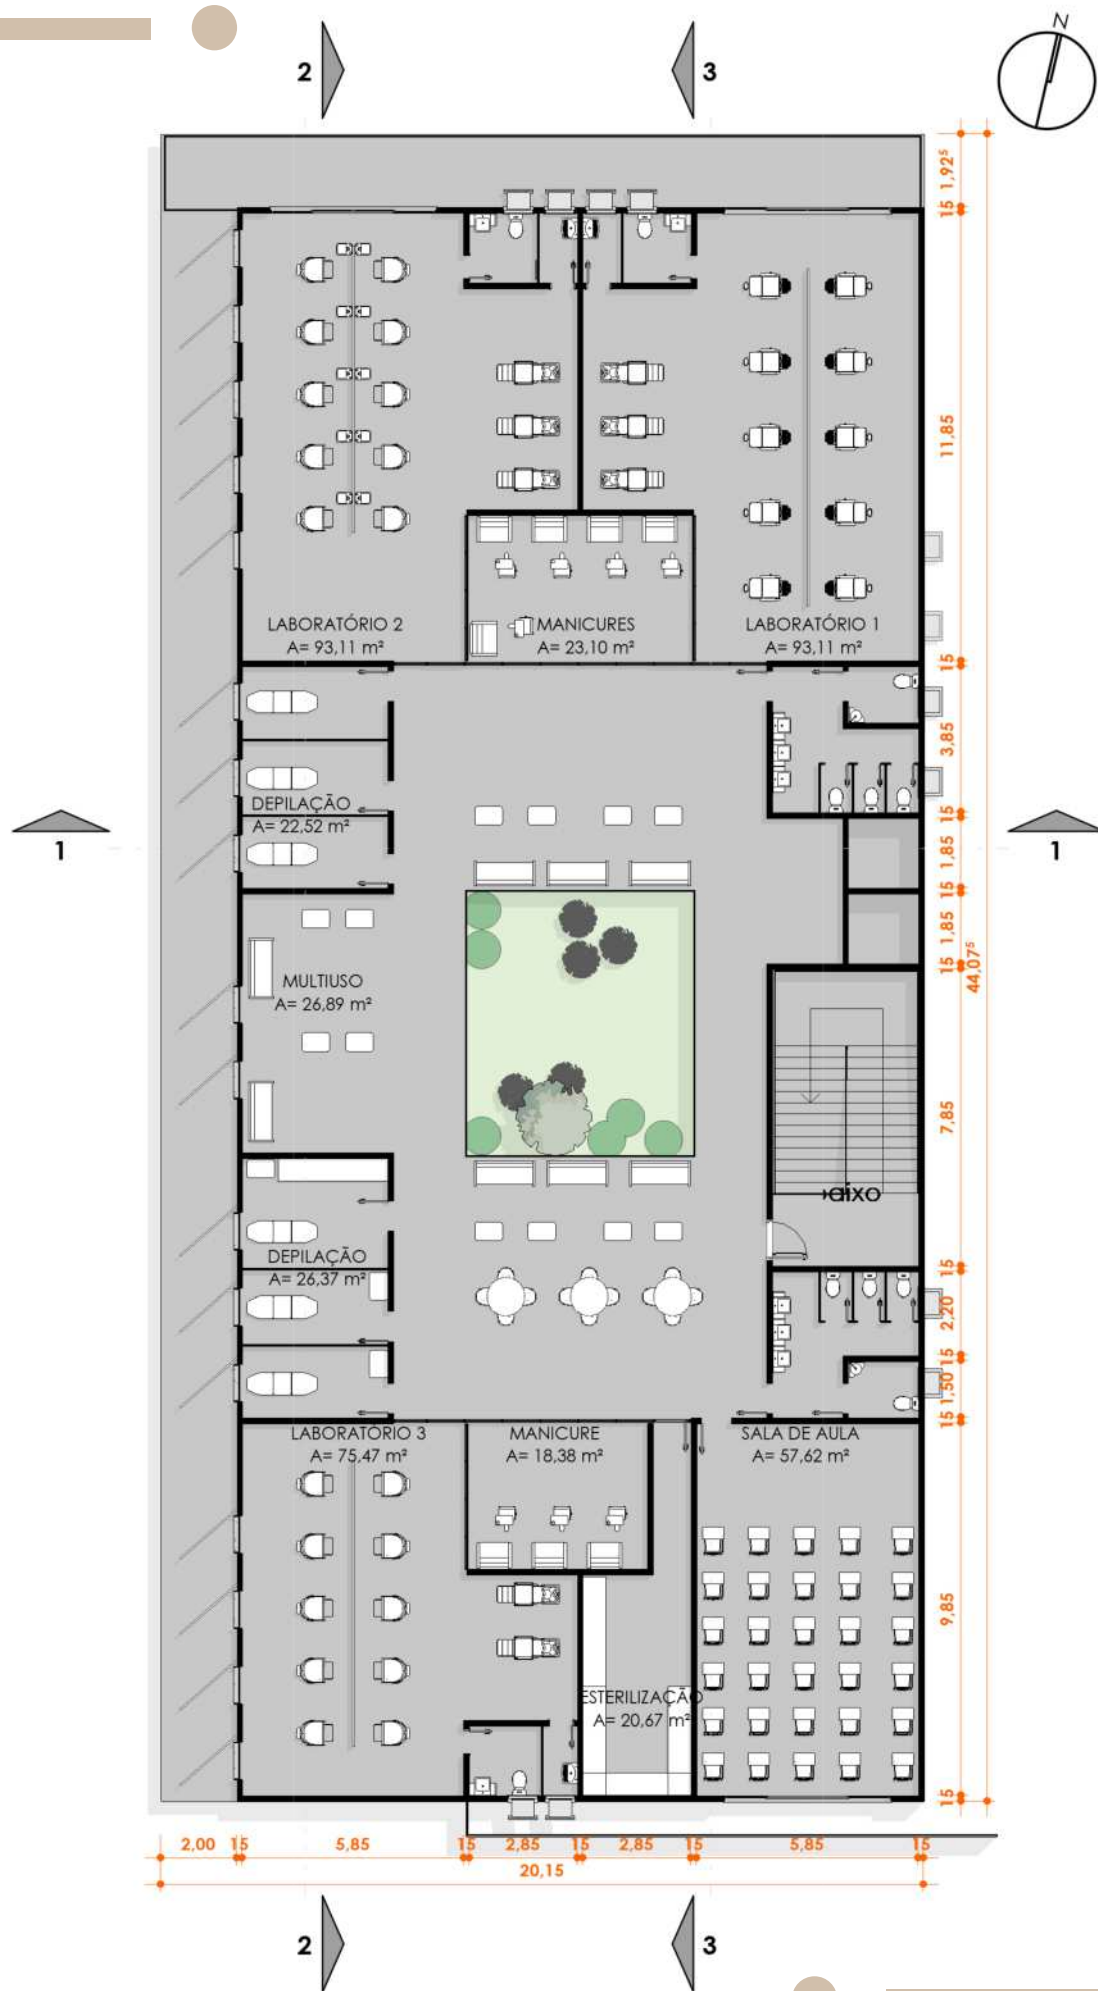 N
2
3
1,92⁵
15
11,85
LABORATÓRIO 2
A= 93,11 m²
MANICURES
A= 23,10 m²
LABORATÓRIO 1
A= 93,11 m²
15
3,85
DEPILAÇÃO
A= 22,52 m²
15
1
1
1,85
15
1,85
15
44,07⁵
MULTIUSO
A= 26,89 m²
7,85
aixo
DEPILAÇÃO
A= 26,37 m²
15
2,20
15
1,50
15
LABORATÓRIO 3
A= 75,47 m²
MANICURE
A= 18,38 m²
SALA DE AULA
A= 57,62 m²
9,85
ESTERILIZAÇÃO
A= 20,67 m²
15
2,00 15 5,85 15 2,85 15 2,85 15 5,85 15
20,15
2
3